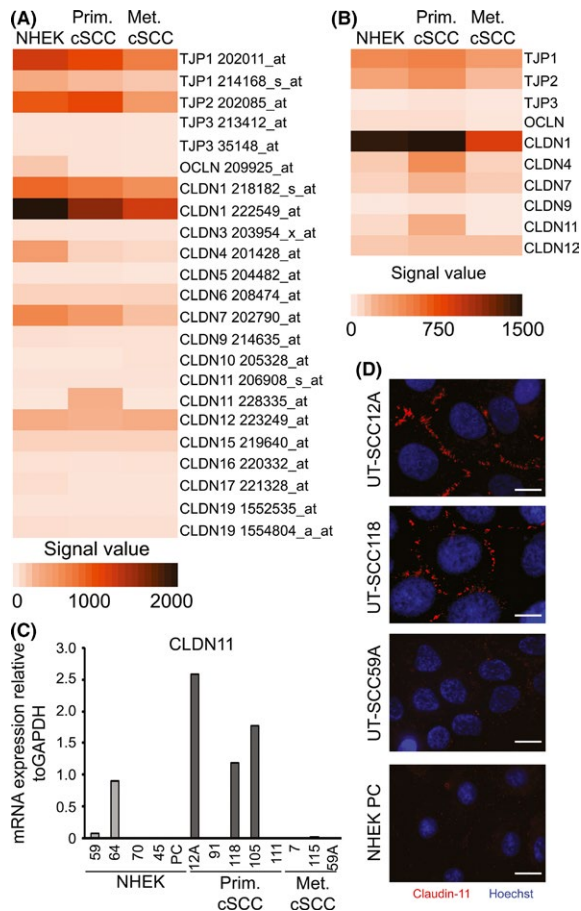 (A)
NHEK
Prim.
cSCC
Met.
cSCC
TJP1 202011_at
TJP1 214168_s_at
TJP2 202085_at
TJP3 213412_at
TJP3 35148_at
OCLN 209925_at
CLDN1 218182_s_at
CLDN1 222549_at
CLDN3 203954_x_at
CLDN4 201428_at
CLDN5 204482_at
CLDN6 208474_at
CLDN7 202790_at
CLDN9 214635_at
CLDN10 205328_at
CLDN11 206908_s_at
CLDN11 228335_at
CLDN12 223249_at
CLDN15 219640_at
CLDN16 220332_at
CLDN17 221328_at
CLDN19 1552535_at
CLDN19 1554804_a_at
Signal value
0 1000 2000
(B)
NHEK
Prim.
cSCC
Met.
cSCC
TJP1
TJP2
TJP3
OCLN
CLDN1
CLDN4
CLDN7
CLDN9
CLDN11
CLDN12
Signal value
0 750 1500
(C)
CLDN11
mRNA expression relative
toGAPDH
3.0
2.5
2.0
1.5
1.0
0.5
0
59 64 70 45 PC 12A 91 118 105 111 7 115 59A
NHEK
Prim.
cSCC
Met.
cSCC
(D)
UT-SCC12A
UT-SCC118
UT-SCC59A
NHEK PC
Claudin-11 Hoechst